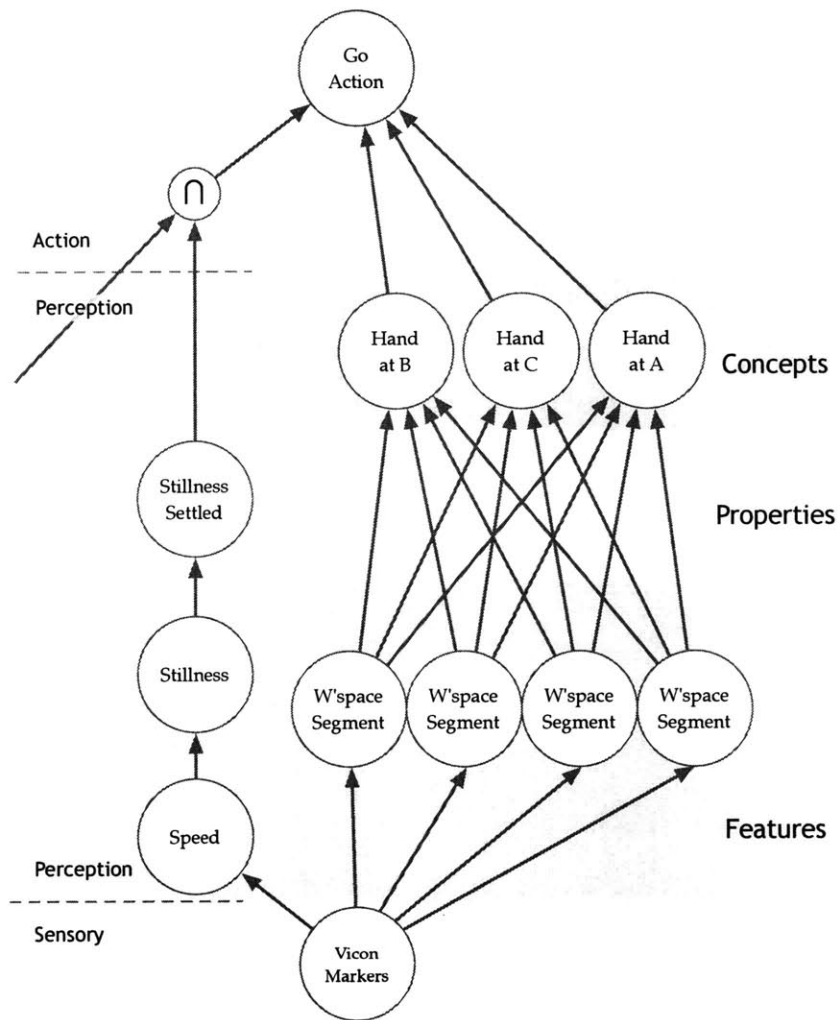 Go
Action
∩
Action
Perception
Hand
at B
Hand
at C
Hand
at A
Concepts
Stillness
Settled
Properties
Stillness
W'space
Segment
W'space
Segment
W'space
Segment
W'space
Segment
Speed
Features
Perception
Sensory
Vicon
Markers